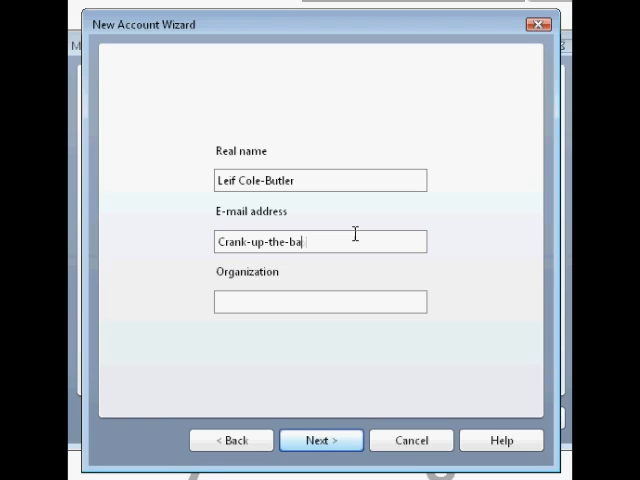 New Account Wizard
Real name
Leif Cole-Butler
E-mail address
Crank-up-the-ba
Organization
< Back
Next >
Cancel
Help